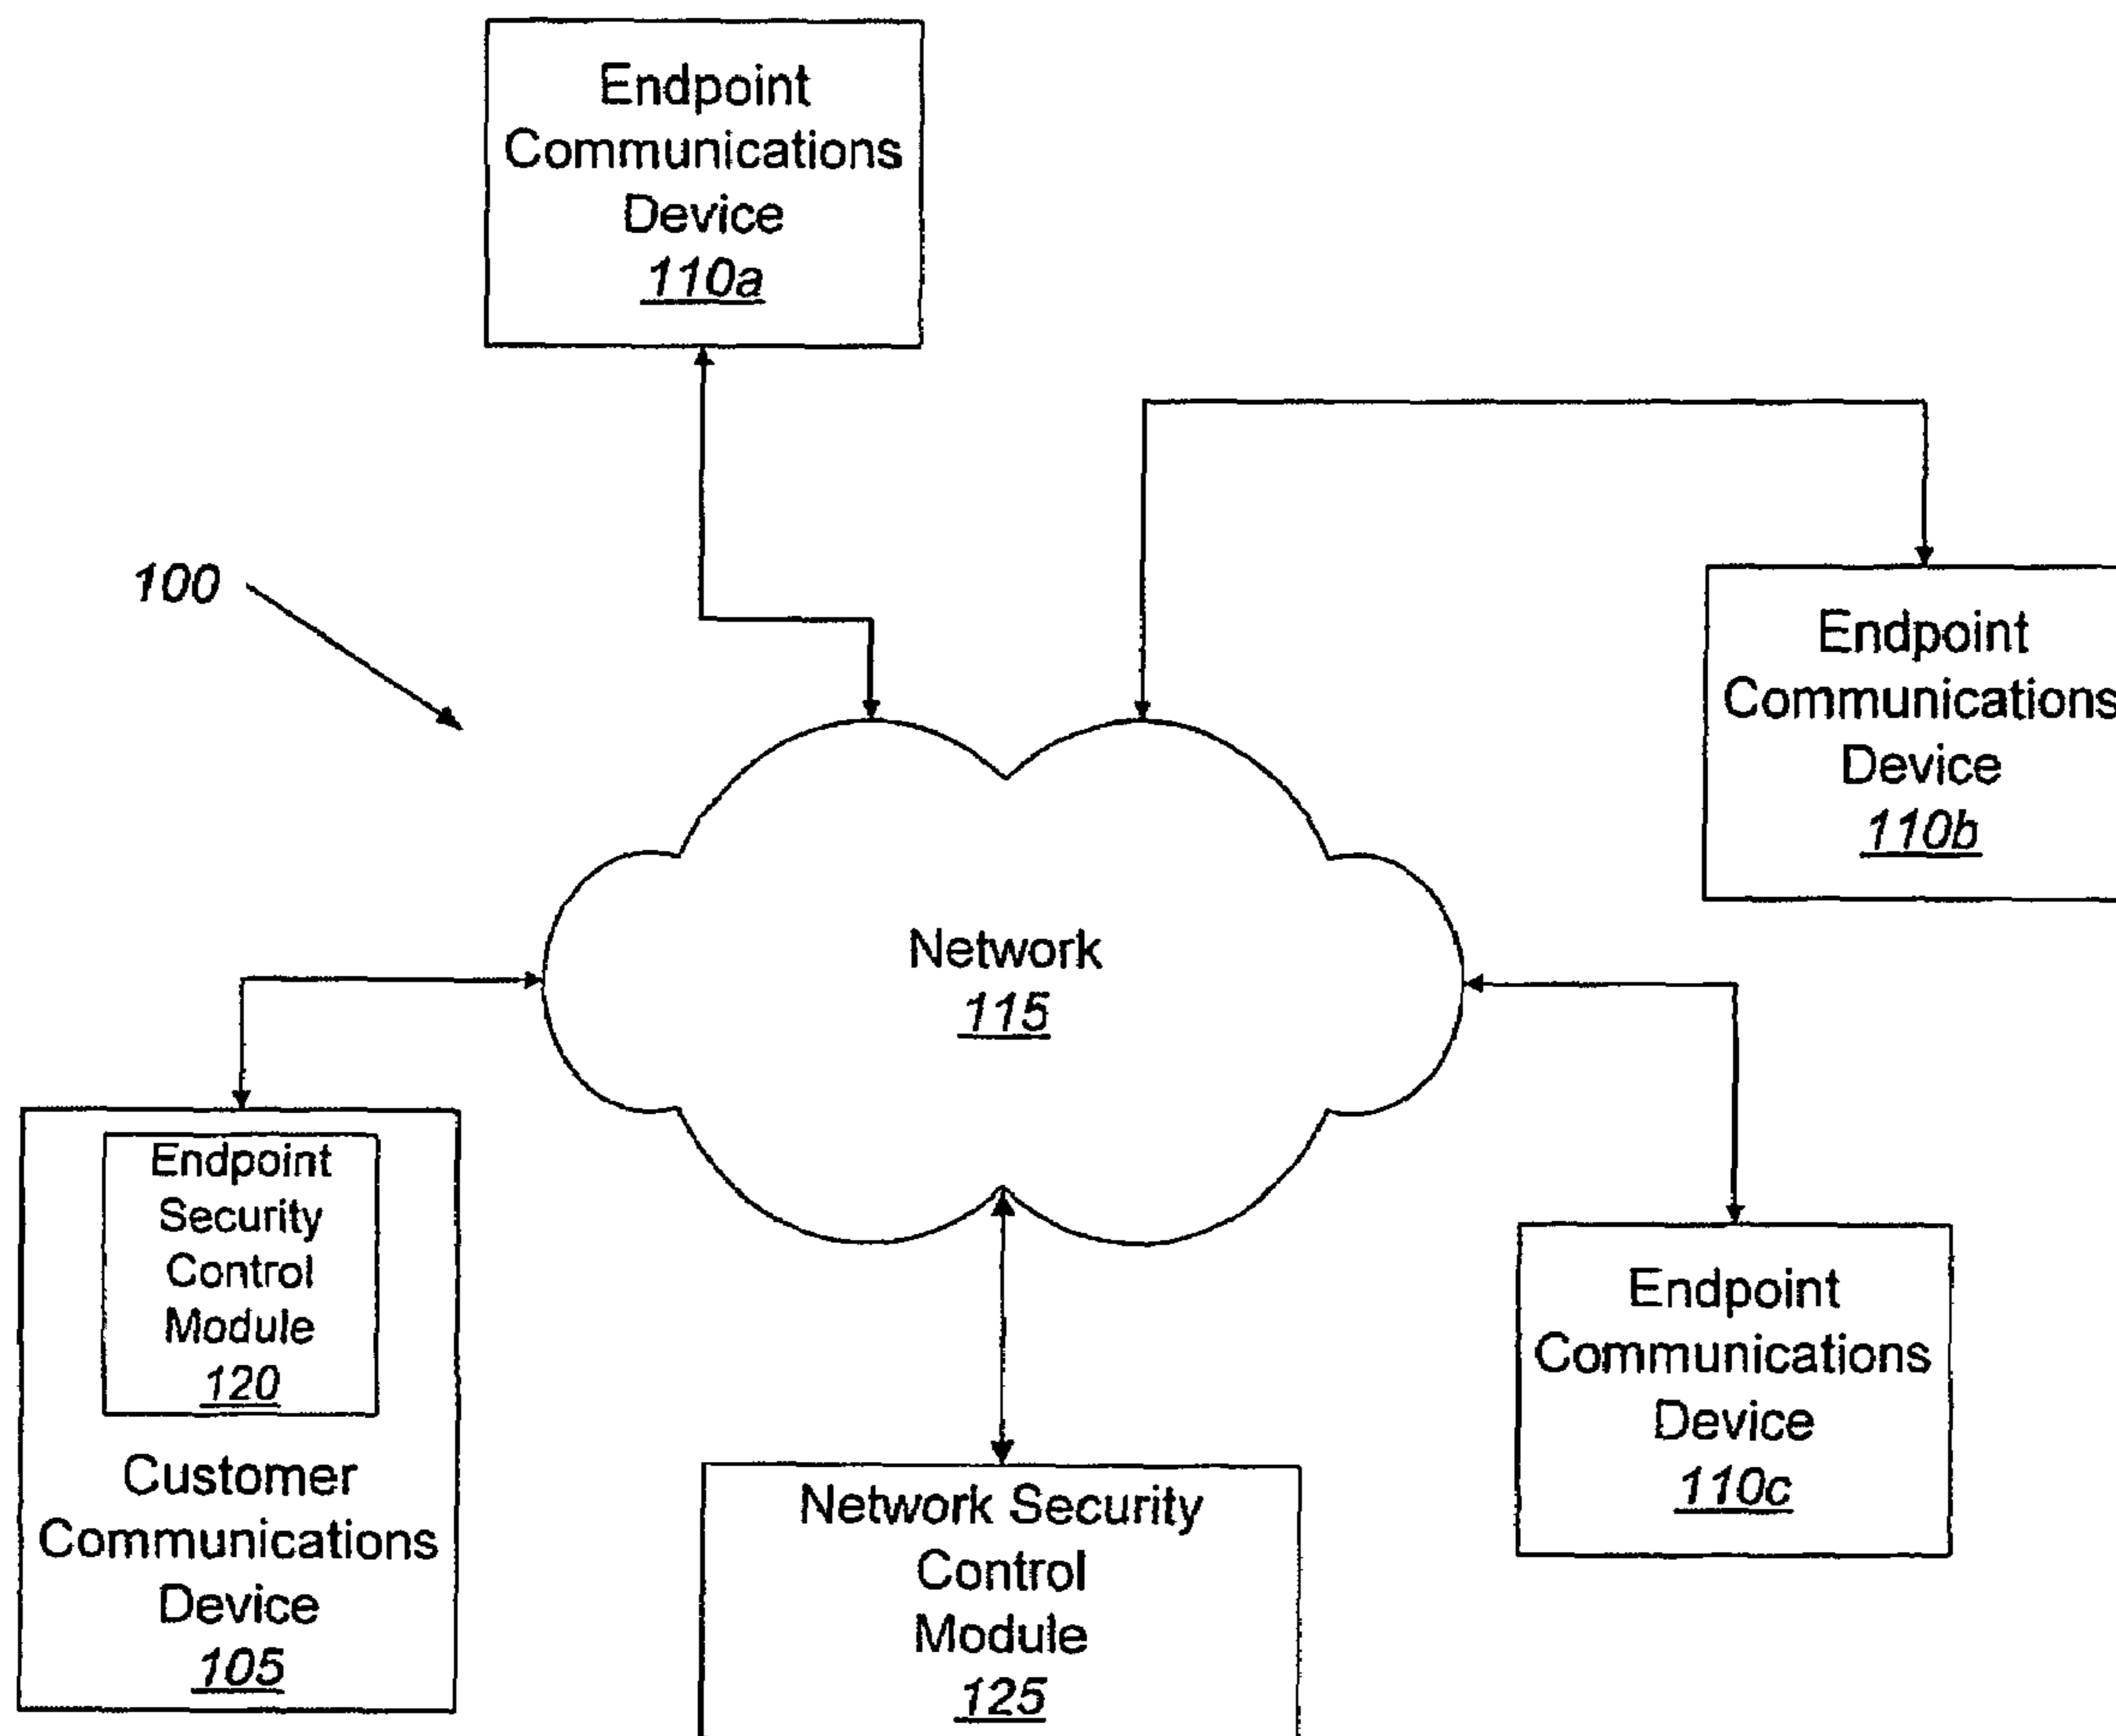 Endpoint
Communications
Device
110a
100
Endpoint
Communications
Device
110b
Network
115
Endpoint
Security
Control
Module
120
Customer
Communications
Device
105
Endpoint
Communications
Device
110c
Network Security
Control
Module
125